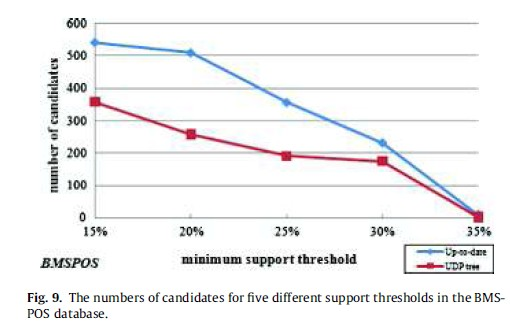 600
500
400
300
200
100
0
number of candidates
15% 20% 25% 30% 35%
BMSPOS
minimum support threshold
Up-to-date
UDP tree
Fig. 9. The numbers of candidates for five different support thresholds in the BMS-
POS database.